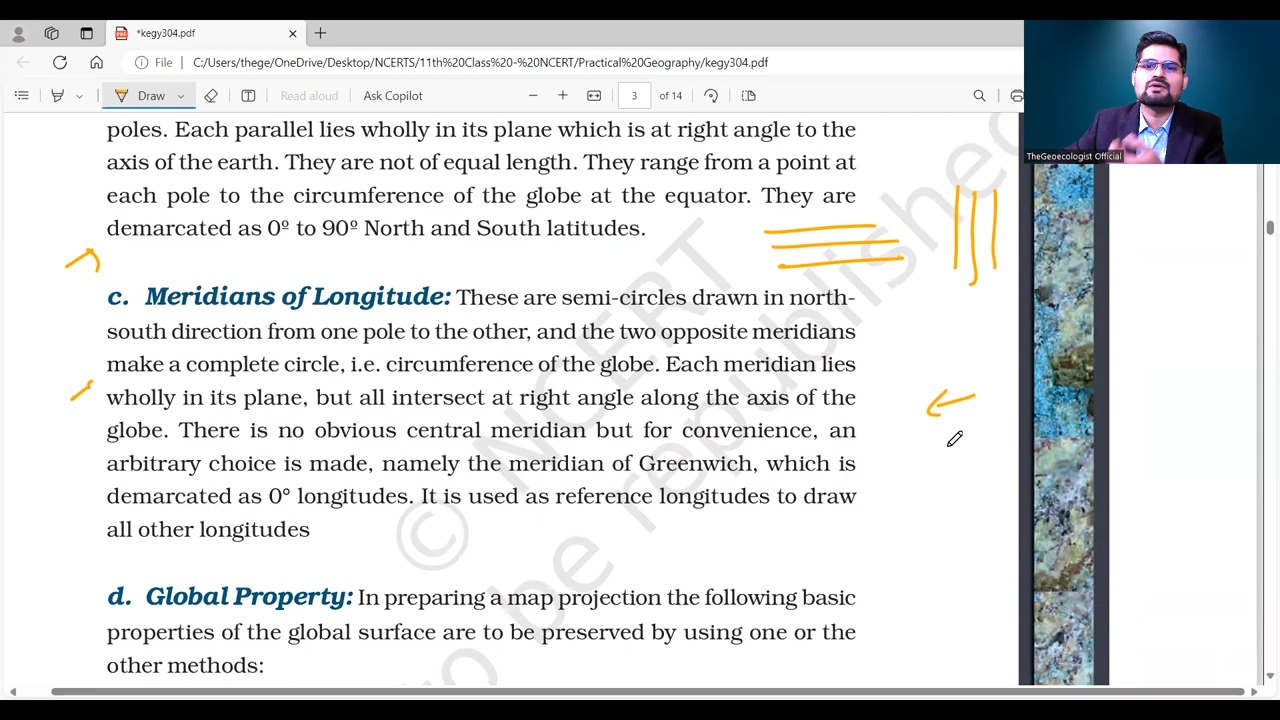 *kegy304.pdf
File C:/Users/thege/OneDrive/Desktop/NCERTS/11th%20Class%20-%20NCERT/Practical%20Geography/kegy304.pdf
Draw Read aloud Ask Copilot 3 of 14
TheGeoecologist Official
poles. Each parallel lies wholly in its plane which is at right angle to the
axis of the earth. They are not of equal length. They range from a point at
each pole to the circumference of the globe at the equator. They are
demarcated as 0º to 90º North and South latitudes.
c. Meridians of Longitude: These are semi-circles drawn in north-
south direction from one pole to the other, and the two opposite meridians
make a complete circle, i.e. circumference of the globe. Each meridian lies
wholly in its plane, but all intersect at right angle along the axis of the
globe. There is no obvious central meridian but for convenience, an
arbitrary choice is made, namely the meridian of Greenwich, which is
demarcated as 0° longitudes. It is used as reference longitudes to draw
all other longitudes
d. Global Property: In preparing a map projection the following basic
properties of the global surface are to be preserved by using one or the
other methods:
© NCERT
to be republished